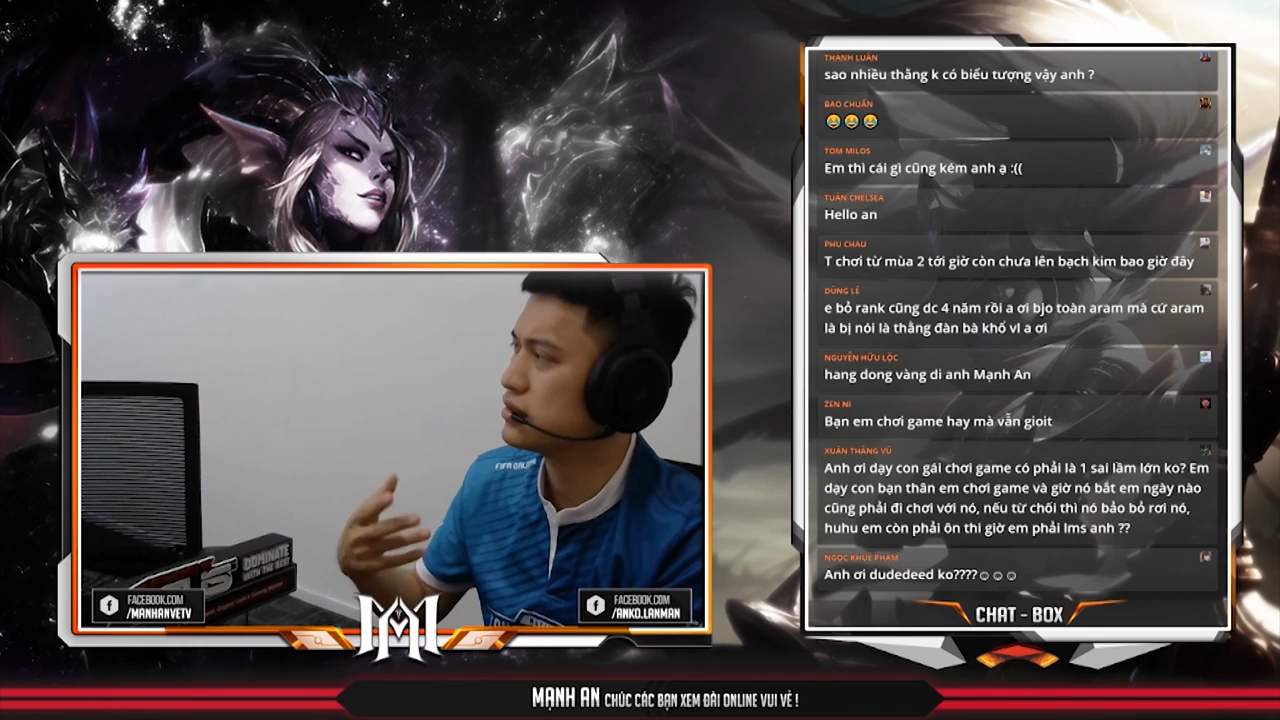 THANH LUÂN
sao nhiều thằng k có biểu tượng vậy anh ?
BAO CHUẨN
TOM MILOS
Em thì cái gì cũng kém anh ạ :((
TUÂN CHELSEA
Hello an
PHU CHAU
T chơi từ mùa 2 tới giờ còn chưa lên bạch kim bao giờ đây
DŨNG LÊ
e bỏ rank cũng dc 4 năm rồi a ơi bjo toàn aram mà cứ aram
là bị nói là thằng đàn bà khổ vl a ơi
NGUYỄN HỮU LỘC
hang dong vàng di anh Mạnh An
ZEN NI
Bạn em chơi game hay mà vẫn gioit
XUÂN THẮNG VŨ
Anh ơi dạy con gái chơi game có phải là 1 sai lầm lớn ko? Em
dạy con bạn thân em chơi game và giờ nó bắt em ngày nào
cũng phải đi chơi với nó, nếu từ chối thì nó bảo bỏ rơi nó,
huhu em còn phải ôn thi giờ em phải lms anh ??
NGỌC KHUÊ PHẠM
Anh ơi dudedeed ko????
CHAT - BOX
FIFA ONLINE
DOMINATE
WITH THE BEST
FACEBOOK.COM
/MANHANVETV
FACEBOOK.COM
/ANKO.LANMAN
MẠNH AN CHÚC CÁC BẠN XEM ĐÀI ONLINE VUI VẺ !